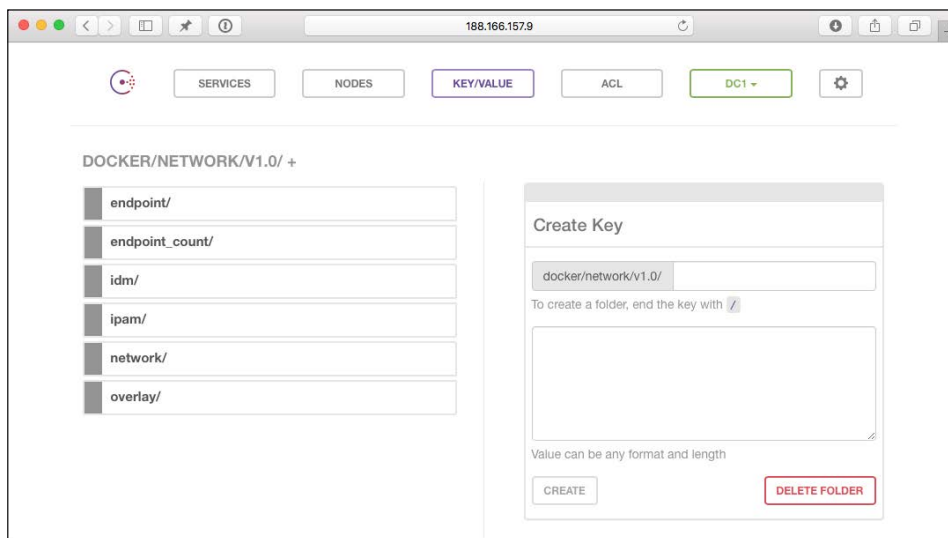 188.166.157.9
SERVICES NODES KEY/VALUE ACL DC1
DOCKER/NETWORK/V1.0/ +
endpoint/
endpoint_count/
idm/
ipam/
network/
overlay/
Create Key
docker/network/v1.0/
To create a folder, end the key with /
Value can be any format and length
CREATE DELETE FOLDER